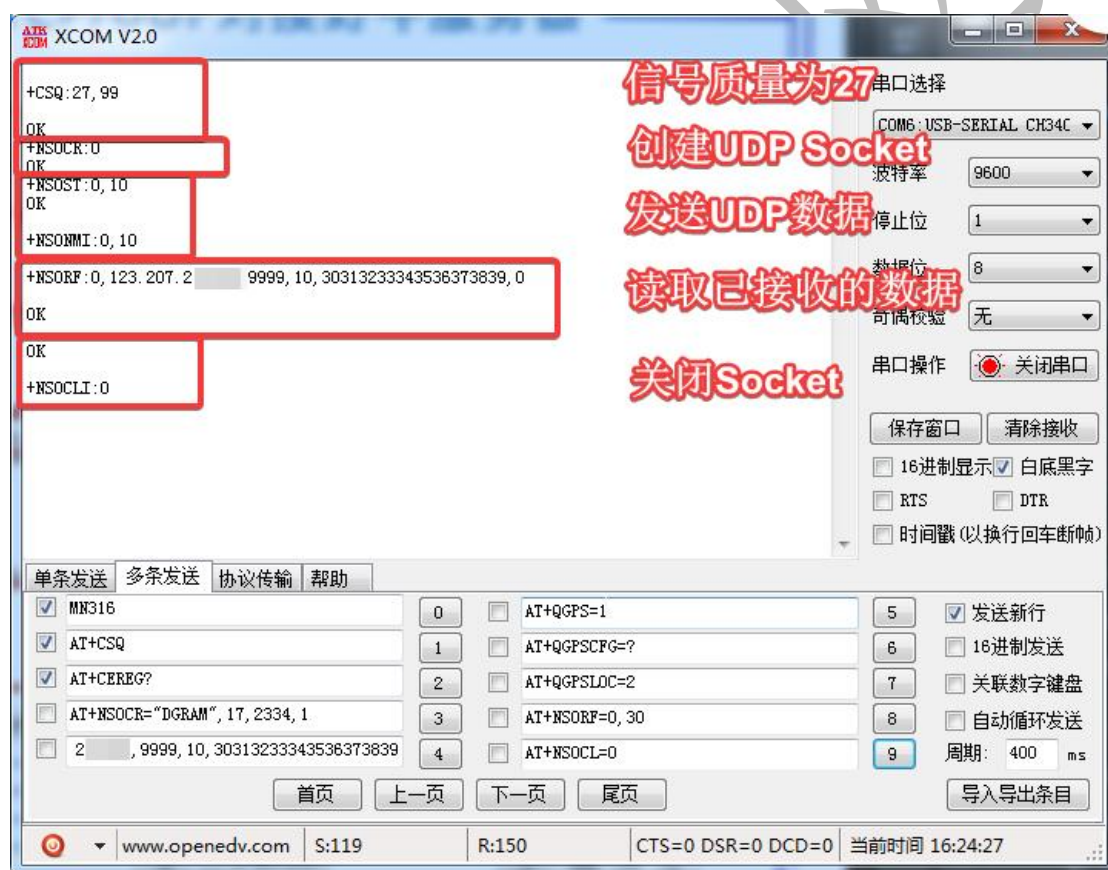 ATK XCOM XCOM V2.0
+CSQ:27,99
OK
+NSOCR:0
OK
+NSOST:0,10
OK
+NSONMI:0,10
+NSORF:0,123.207.2 9999,10,30313233343536373839,0
OK
OK
+NSOCLI:0
信号质量为27
创建UDP Socket
发送UDP数据
读取已接收的数据
关闭Socket
串口选择
COM6:USB-SERIAL CH34C
波特率 9600
停止位 1
数据位 8
奇偶校验 无
串口操作 关闭串口
保存窗口 清除接收
16进制显示 白底黑字
RTS DTR
时间戳(以换行回车断帧)
单条发送 多条发送 协议传输 帮助
MN316 0 AT+QGPS=1 5 发送新行
AT+CSQ 1 AT+QGPSCFG=? 6 16进制发送
AT+CEREG? 2 AT+QGPSLOC=2 7 关联数字键盘
AT+NSOCR=“DGRAM”,17,2334,1 3 AT+NSORF=0,30 8 自动循环发送
2 ,9999,10,30313233343536373839 4 AT+NSOCL=0 9 周期: 400 ms
首页 上一页 下一页 尾页 导入导出条目
www.openedv.com S:119 R:150 CTS=0 DSR=0 DCD=0 当前时间 16:24:27